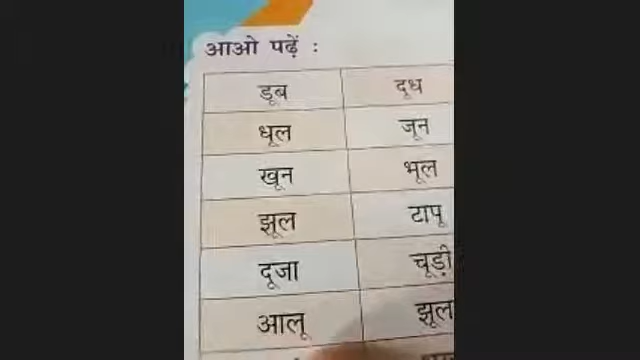 आओ पढ़ें :
डूब दूध
धूल जून
खून भूल
झूल टापू
दूजा चूड़ी
आलू झूल